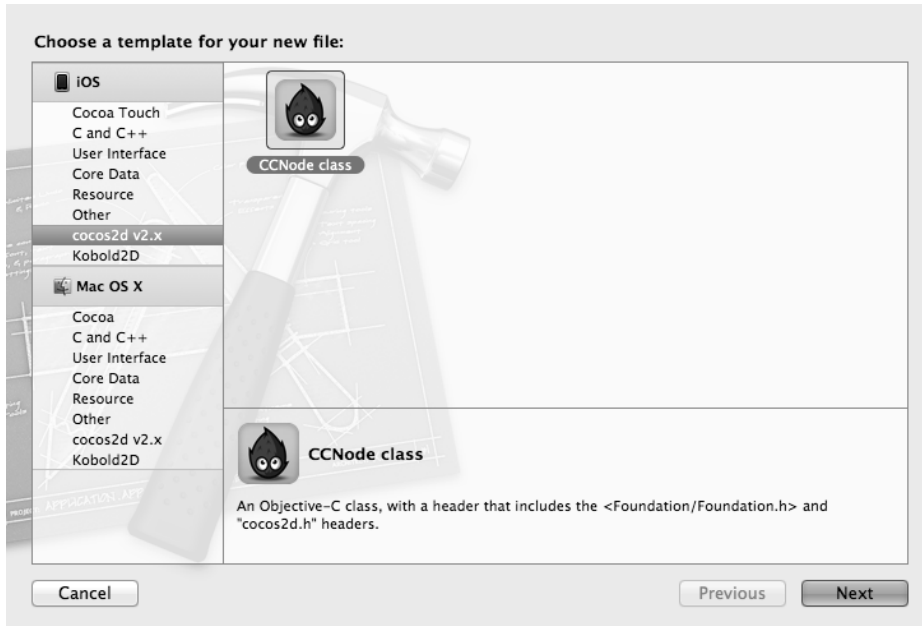 Choose a template for your new file:
iOS
Cocoa Touch
C and C++
User Interface
Core Data
Resource
Other
cocos2d v2.x
Kobold2D
Mac OS X
Cocoa
C and C++
User Interface
Core Data
Resource
Other
cocos2d v2.x
Kobold2D
CCNode class
CCNode class
An Objective-C class, with a header that includes the <Foundation/Foundation.h> and
"cocos2d.h" headers.
Cancel
Previous
Next